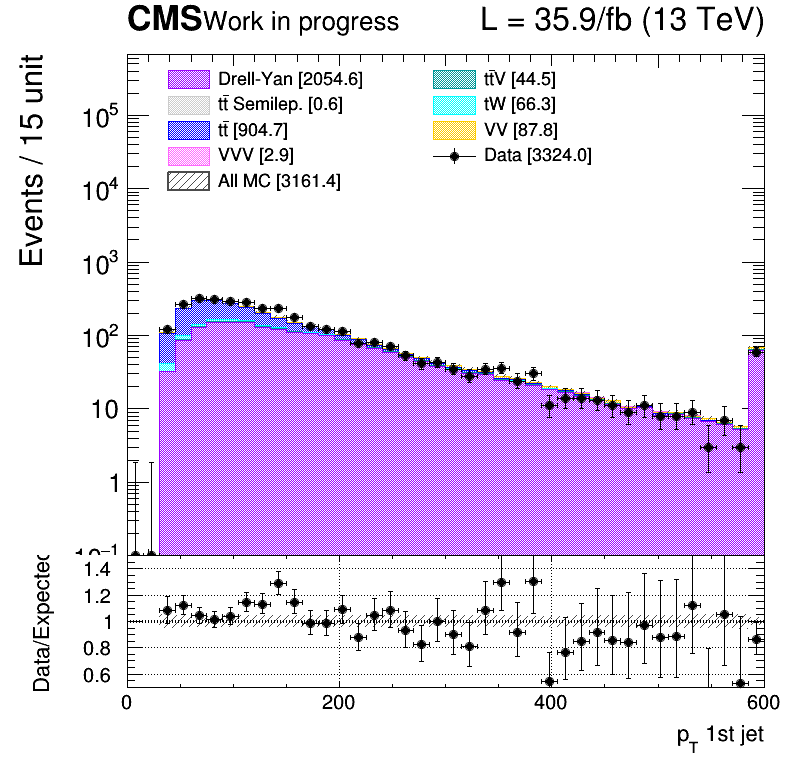 CMS Work in progress L = 35.9/fb (13 TeV)
Events / 15 unit
Drell-Yan [2054.6]
tt̄ Semilep. [0.6]
tt̄ [904.7]
VVV [2.9]
All MC [3161.4]
tt̄V [44.5]
tW [66.3]
VV [87.8]
Data [3324.0]
10⁵
10⁴
10³
10²
10
1
10⁻¹
Data/Expected
1.4
1.2
1
0.8
0.6
0 200 400 600
p_T 1st jet